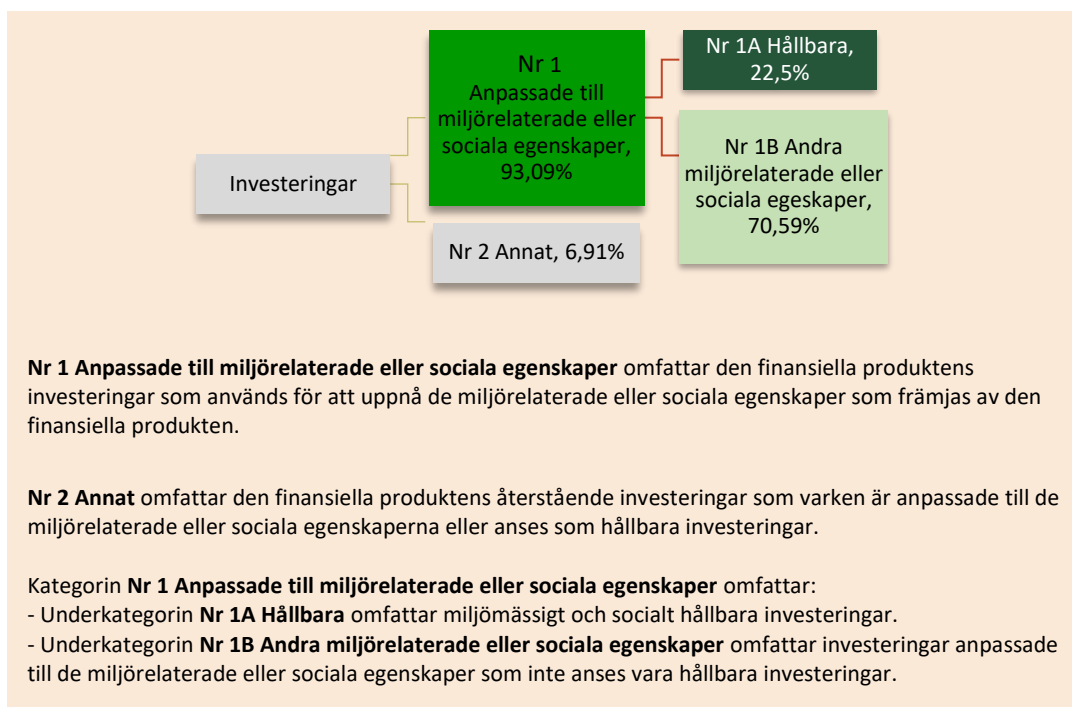 Nr 1A Hållbara,
22,5%
Nr 1
Anpassade till
miljörelaterade eller
sociala egenskaper,
93,09%
Nr 1B Andra
miljörelaterade eller
sociala egeskaper,
70,59%
Investeringar
Nr 2 Annat, 6,91%
Nr 1 Anpassade till miljörelaterade eller sociala egenskaper omfattar den finansiella produktens
investeringar som används för att uppnå de miljörelaterade eller sociala egenskaper som främjas av den
finansiella produkten.
Nr 2 Annat omfattar den finansiella produktens återstående investeringar som varken är anpassade till de
miljörelaterade eller sociala egenskaperna eller anses som hållbara investeringar.
Kategorin Nr 1 Anpassade till miljörelaterade eller sociala egenskaper omfattar:
- Underkategorin Nr 1A Hållbara omfattar miljömässigt och socialt hållbara investeringar.
- Underkategorin Nr 1B Andra miljörelaterade eller sociala egenskaper omfattar investeringar anpassade
till de miljörelaterade eller sociala egenskaper som inte anses vara hållbara investeringar.